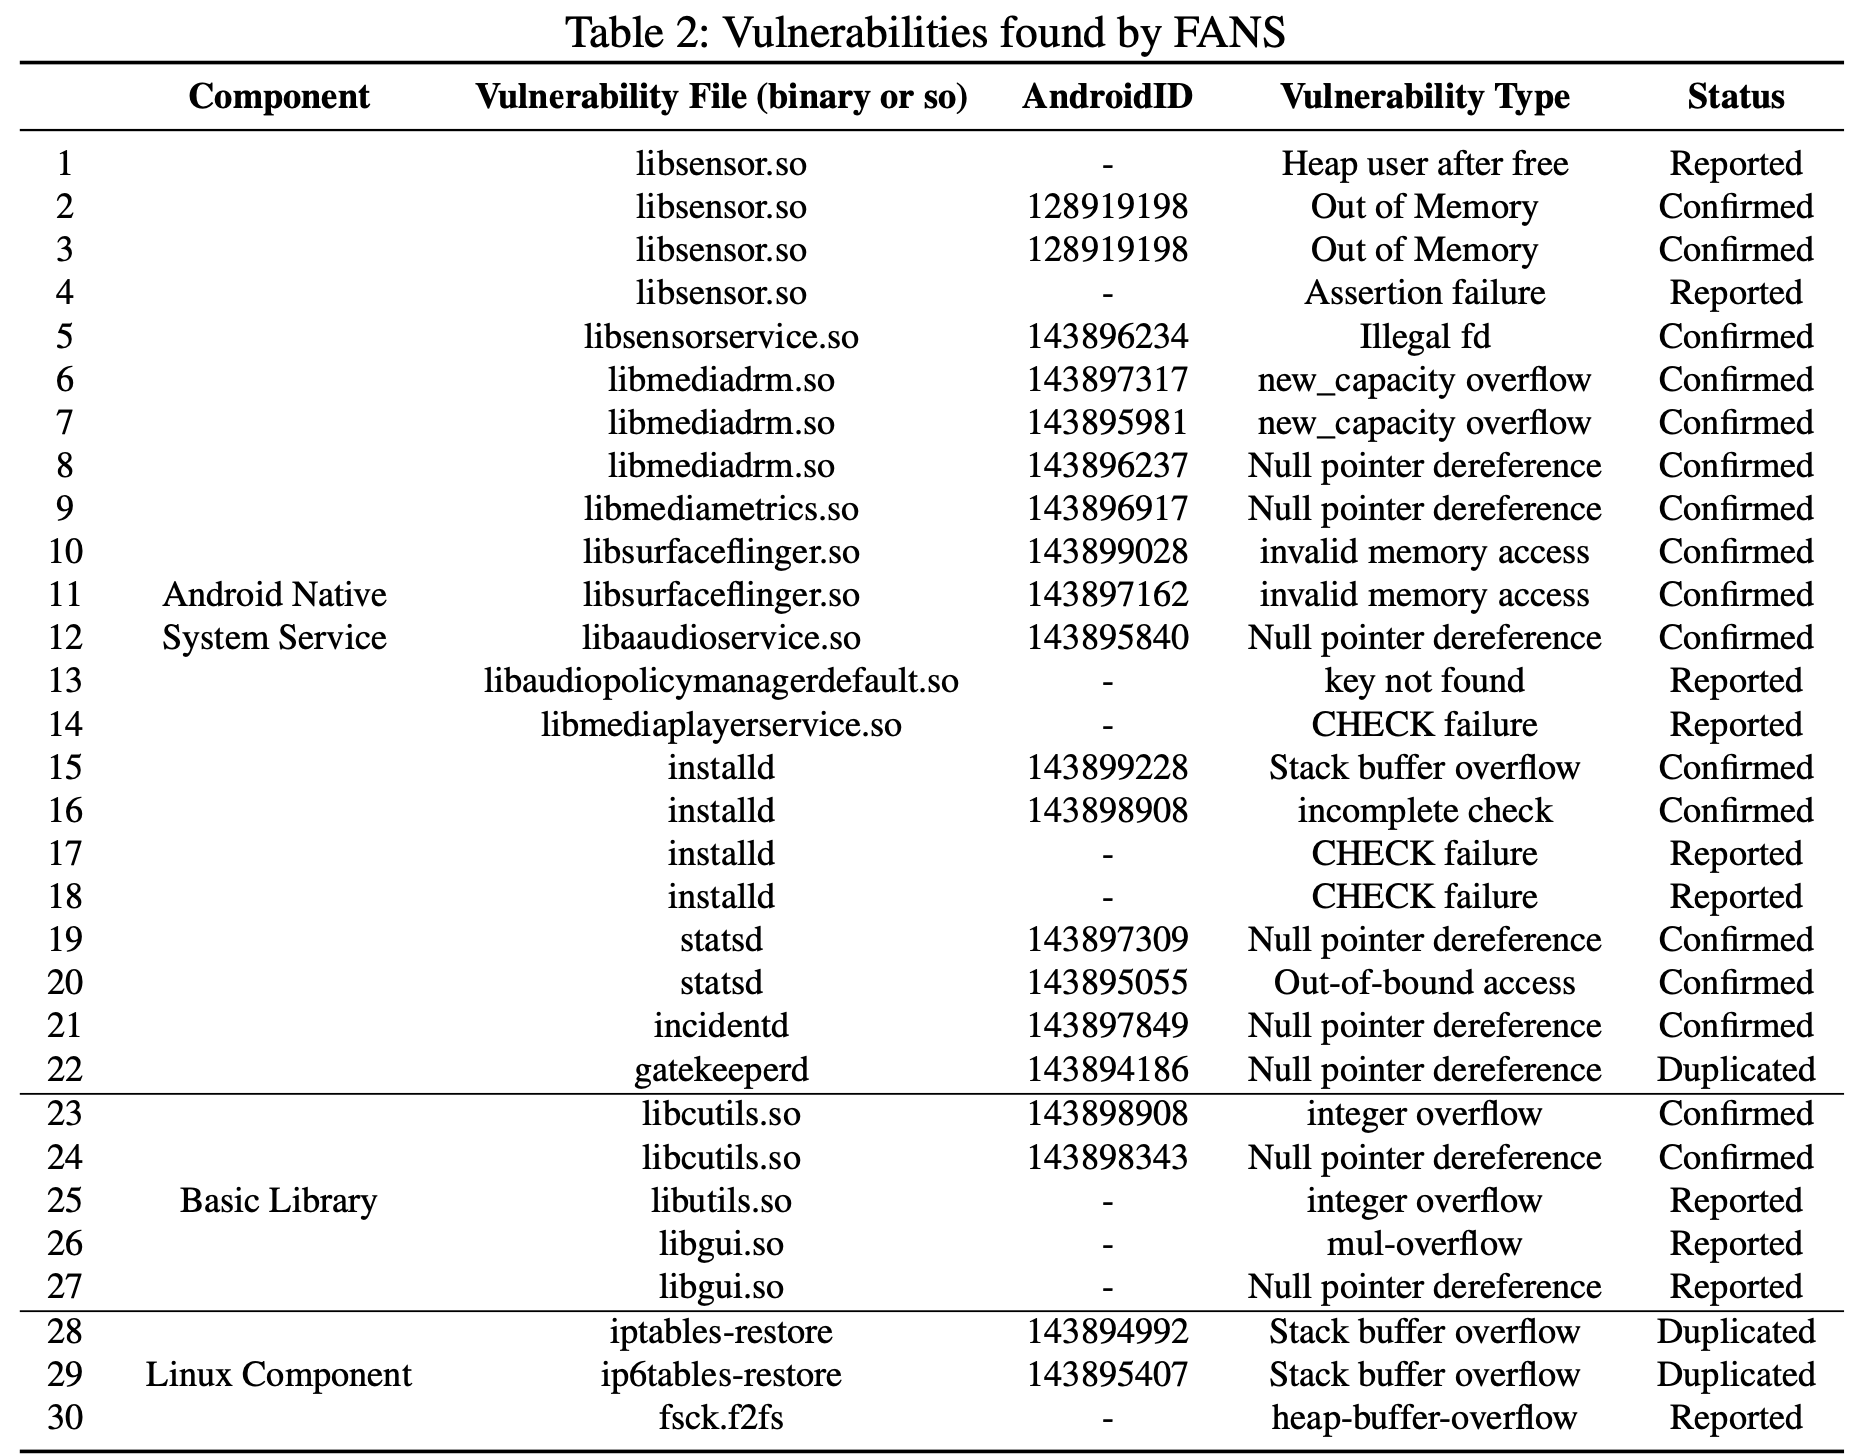 Table 2: Vulnerabilities found by FANS
Component Vulnerability File (binary or so) AndroidID Vulnerability Type Status
1 libsensor.so - Heap user after free Reported
2 libsensor.so 128919198 Out of Memory Confirmed
3 libsensor.so 128919198 Out of Memory Confirmed
4 libsensor.so - Assertion failure Reported
5 libsensorservice.so 143896234 Illegal fd Confirmed
6 libmediadrm.so 143897317 new_capacity overflow Confirmed
7 libmediadrm.so 143895981 new_capacity overflow Confirmed
8 libmediadrm.so 143896237 Null pointer dereference Confirmed
9 libmediametrics.so 143896917 Null pointer dereference Confirmed
10 libsurfaceflinger.so 143899028 invalid memory access Confirmed
11 Android Native libsurfaceflinger.so 143897162 invalid memory access Confirmed
12 System Service libaaudioservice.so 143895840 Null pointer dereference Confirmed
13 libaudiopolicymanagerdefault.so - key not found Reported
14 libmediaplayerservice.so - CHECK failure Reported
15 installd 143899228 Stack buffer overflow Confirmed
16 installd 143898908 incomplete check Confirmed
17 installd - CHECK failure Reported
18 installd - CHECK failure Reported
19 statsd 143897309 Null pointer dereference Confirmed
20 statsd 143895055 Out-of-bound access Confirmed
21 incidentd 143897849 Null pointer dereference Confirmed
22 gatekeeperd 143894186 Null pointer dereference Duplicated
23 libcutils.so 143898908 integer overflow Confirmed
24 libcutils.so 143898343 Null pointer dereference Confirmed
25 Basic Library libutils.so - integer overflow Reported
26 libgui.so - mul-overflow Reported
27 libgui.so - Null pointer dereference Reported
28 iptables-restore 143894992 Stack buffer overflow Duplicated
29 Linux Component ip6tables-restore 143895407 Stack buffer overflow Duplicated
30 fsck.f2fs - heap-buffer-overflow Reported